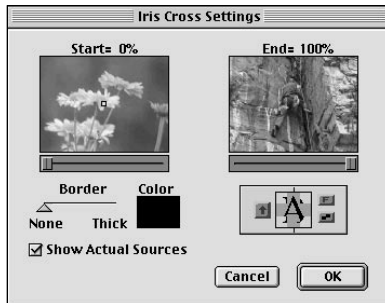 Iris Cross Settings
Start= 0%
End= 100%
Border
Color
None
Thick
A
F
Show Actual Sources
Cancel
OK